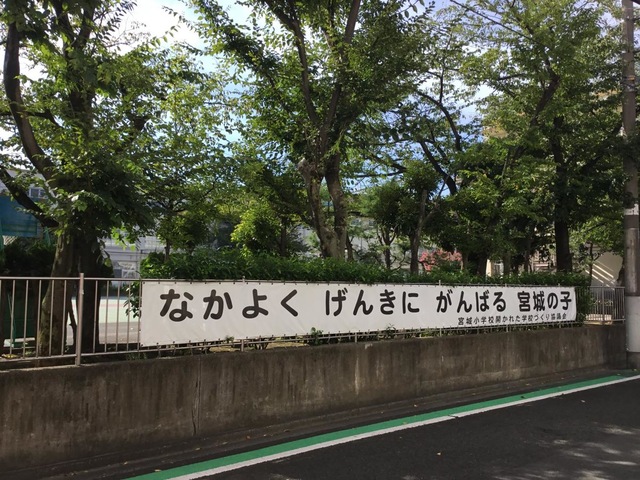 なかよく げんきに がんばる 宮城の子
宮城小学校開かれた学校づくり協議会